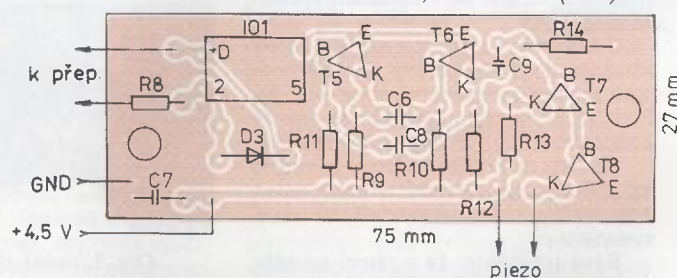 IO1
R14
k přep.
+D
2
5
R8
B
E
K
T5
T6
E
B
K
C9
B
T7
K
E
27 mm
C6
C8
D3
R11
R9
R10
R12
R13
B
T8
K
E
GND
C7
+4,5 V
75 mm
piezo